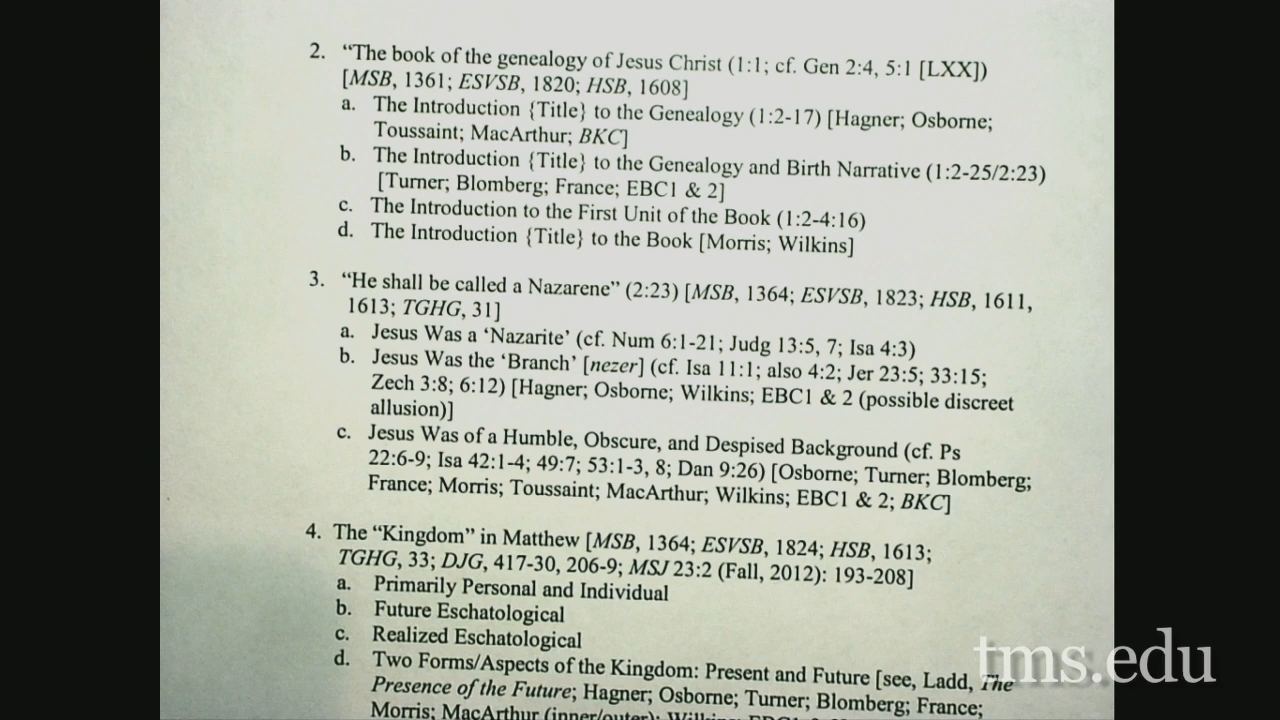 2. “The book of the genealogy of Jesus Christ (1:1; cf. Gen 2:4, 5:1 [LXX])
[MSB, 1361; ESVSB, 1820; HSB, 1608]
a. The Introduction {Title} to the Genealogy (1:2-17) [Hagner; Osborne;
Toussaint; MacArthur; BKC]
b. The Introduction {Title} to the Genealogy and Birth Narrative (1:2-25/2:23)
[Turner; Blomberg; France; EBC1 & 2]
c. The Introduction to the First Unit of the Book (1:2-4:16)
d. The Introduction {Title} to the Book [Morris; Wilkins]
3. “He shall be called a Nazarene” (2:23) [MSB, 1364; ESVSB, 1823; HSB, 1611,
1613; TGHG, 31]
a. Jesus Was a ‘Nazarite’ (cf. Num 6:1-21; Judg 13:5, 7; Isa 4:3)
b. Jesus Was the ‘Branch’ [nezer] (cf. Isa 11:1; also 4:2; Jer 23:5; 33:15;
Zech 3:8; 6:12) [Hagner; Osborne; Wilkins; EBC1 & 2 (possible discreet
allusion)]
c. Jesus Was of a Humble, Obscure, and Despised Background (cf. Ps
22:6-9; Isa 42:1-4; 49:7; 53:1-3, 8; Dan 9:26) [Osborne; Turner; Blomberg;
France; Morris; Toussaint; MacArthur; Wilkins; EBC1 & 2; BKC]
4. The “Kingdom” in Matthew [MSB, 1364; ESVSB, 1824; HSB, 1613;
TGHG, 33; DJG, 417-30, 206-9; MSJ 23:2 (Fall, 2012): 193-208]
a. Primarily Personal and Individual
b. Future Eschatological
c. Realized Eschatological
d. Two Forms/Aspects of the Kingdom: Present and Future [see, Ladd, The
Presence of the Future; Hagner; Osborne; Turner; Blomberg; France;
Morris; MacArthur (inner/outer);
tms.edu